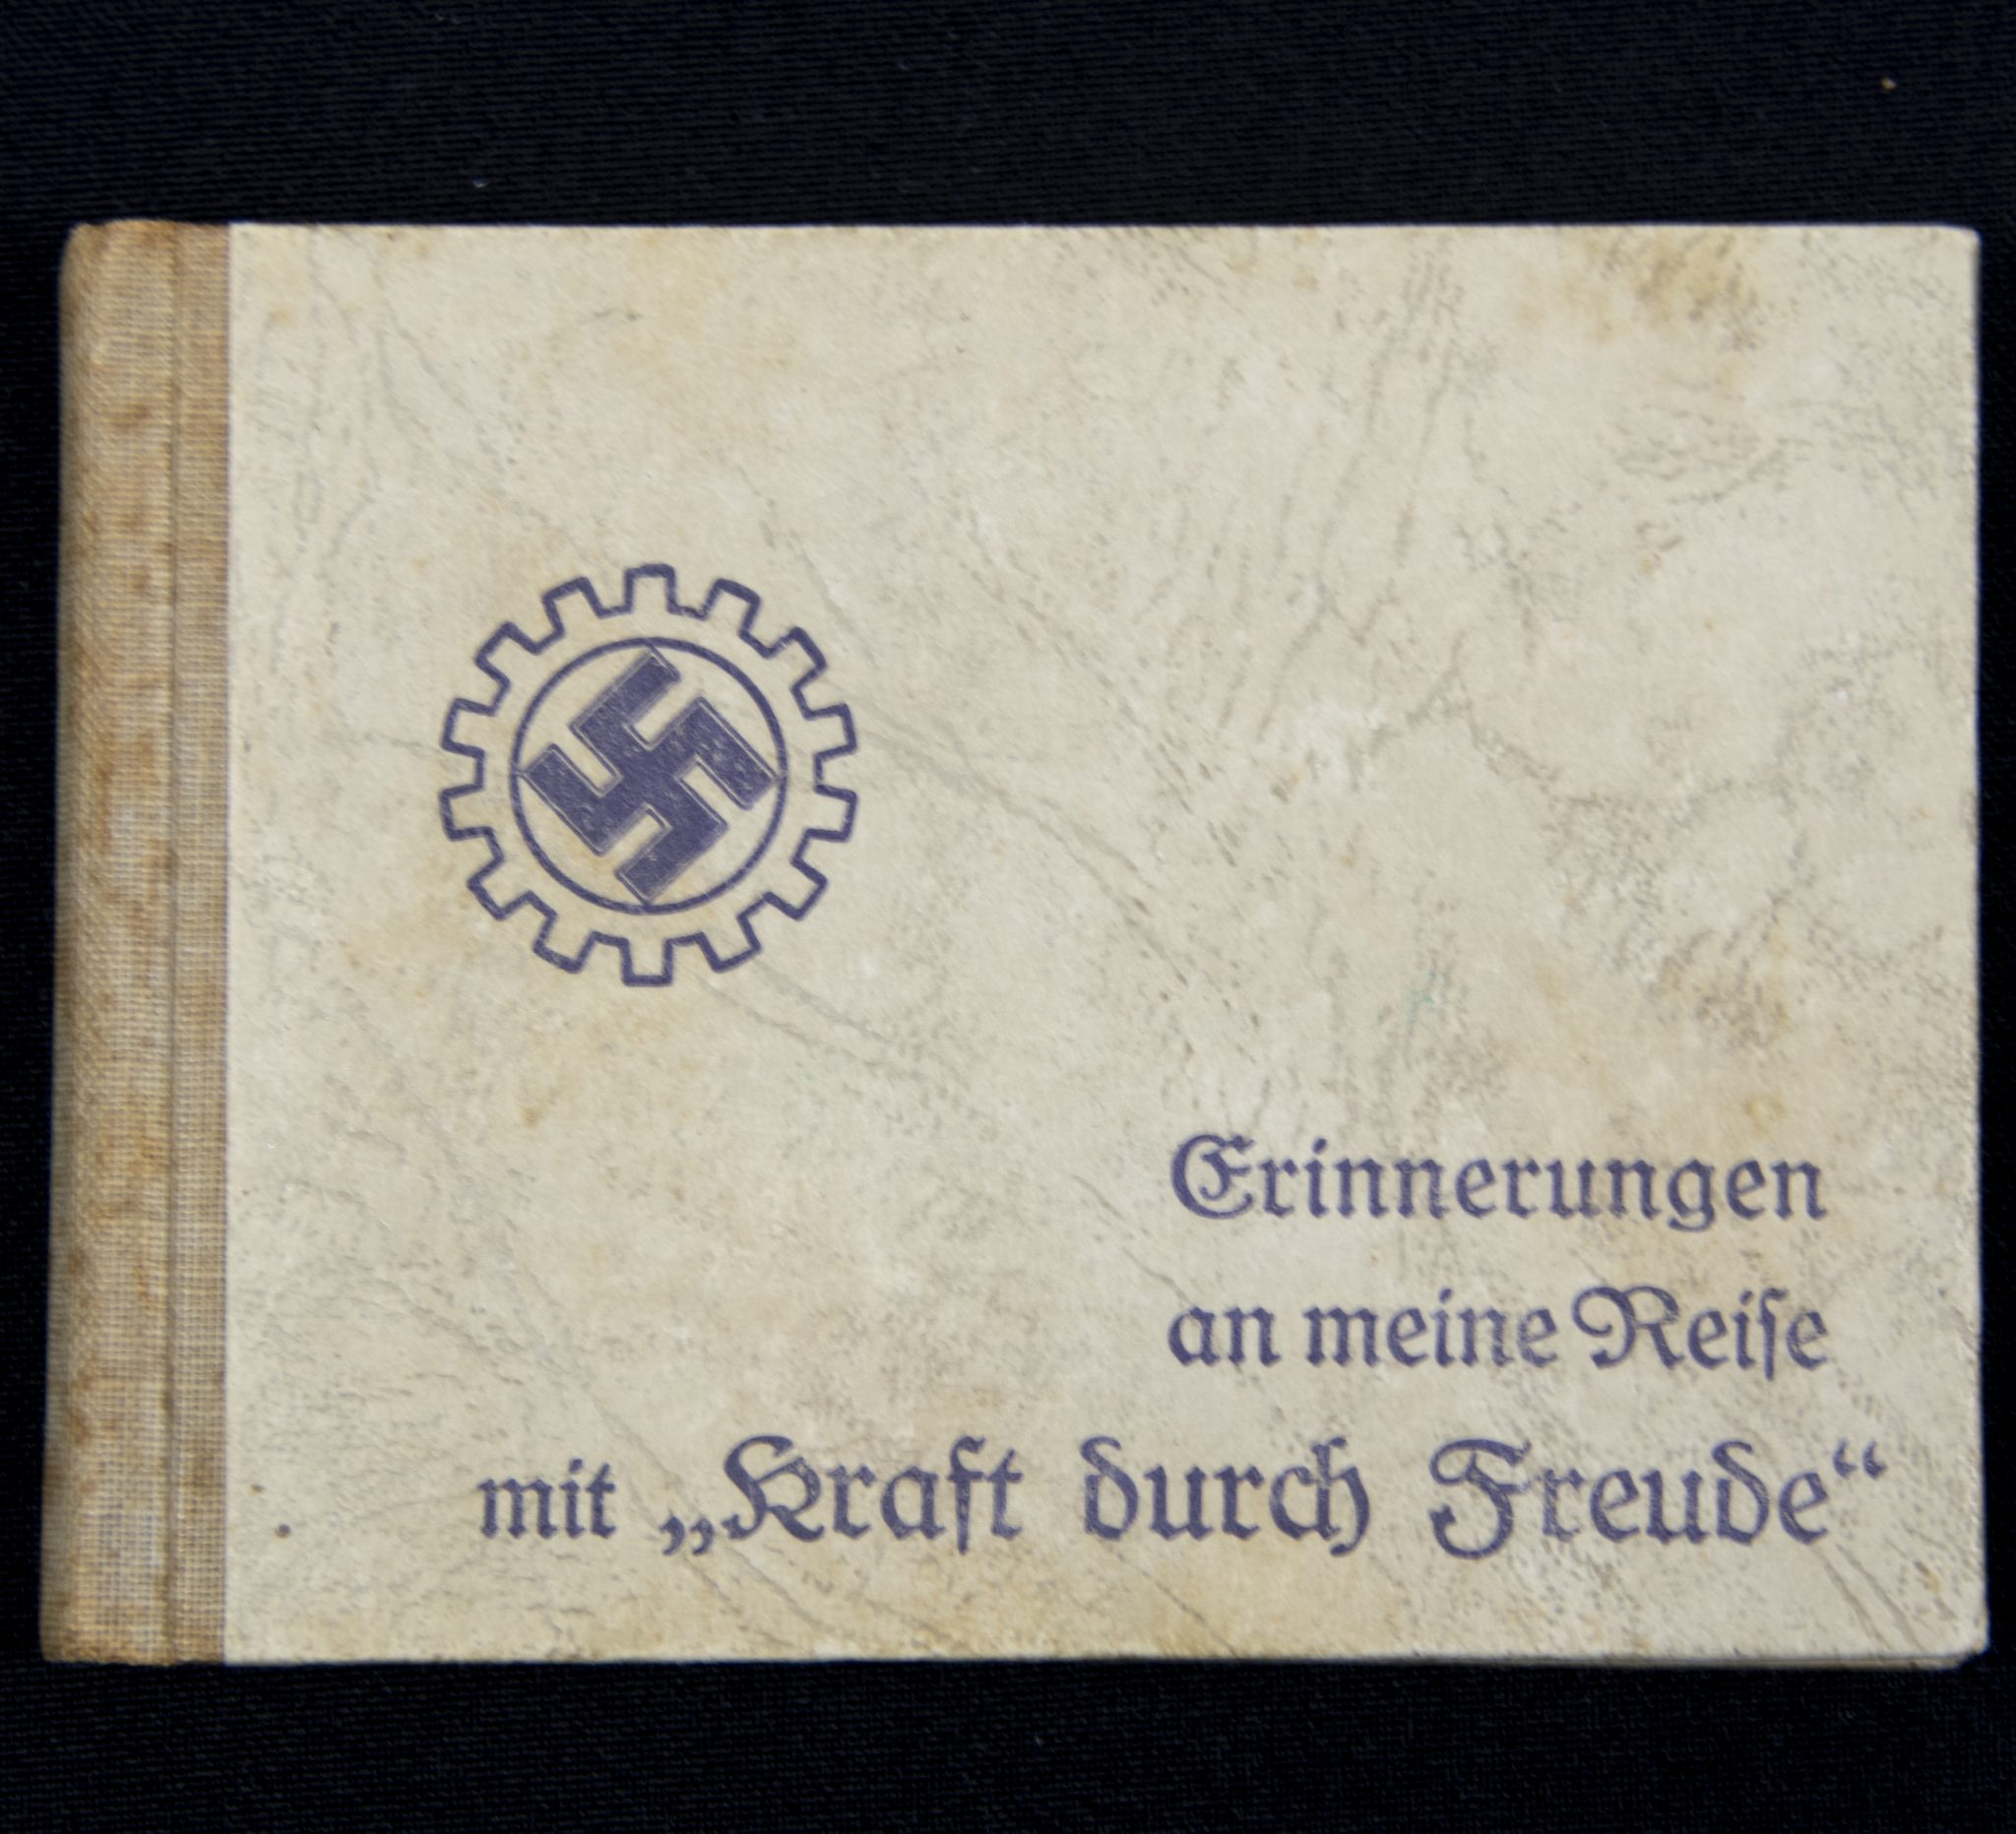 Erinnerungen
an meine Reiſe
mit „Kraft durch Freude“